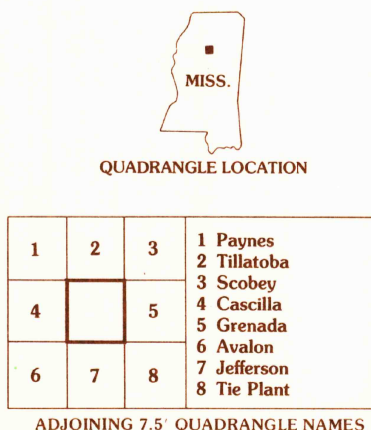 MISS.
QUADRANGLE LOCATION
1 2 3
4 5
6 7 8
1 Paynes
2 Tillatoba
3 Scobey
4 Cascilla
5 Grenada
6 Avalon
7 Jefferson
8 Tie Plant
ADJOINING 7.5′ QUADRANGLE NAMES